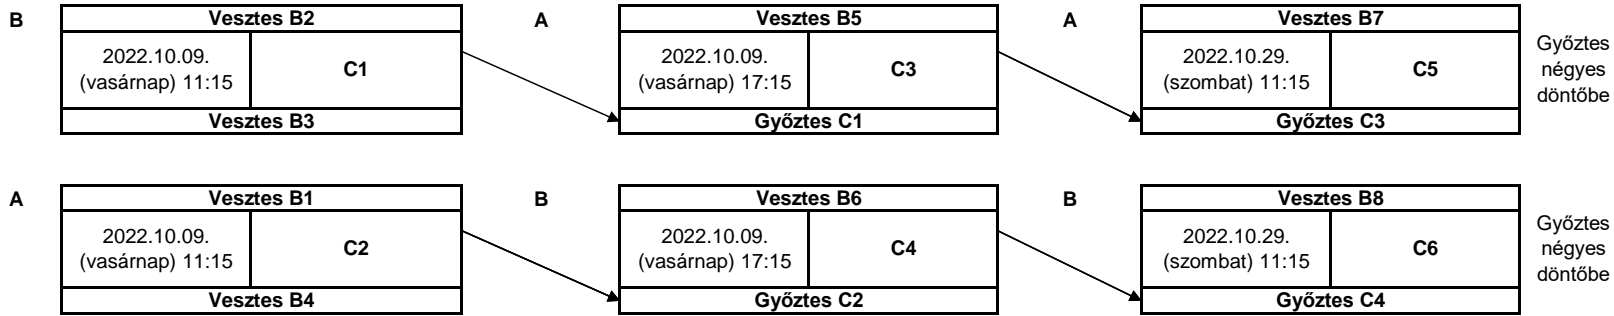 B
Vesztes B2
2022.10.09.
(vasárnap) 11:15
C1
Vesztes B3
A
Vesztes B5
2022.10.09.
(vasárnap) 17:15
C3
Győztes C1
A
Vesztes B7
2022.10.29.
(szombat) 11:15
C5
Győztes C3
Győztes
négyes
döntőbe
A
Vesztes B1
2022.10.09.
(vasárnap) 11:15
C2
Vesztes B4
B
Vesztes B6
2022.10.09.
(vasárnap) 17:15
C4
Győztes C2
B
Vesztes B8
2022.10.29.
(szombat) 11:15
C6
Győztes C4
Győztes
négyes
döntőbe